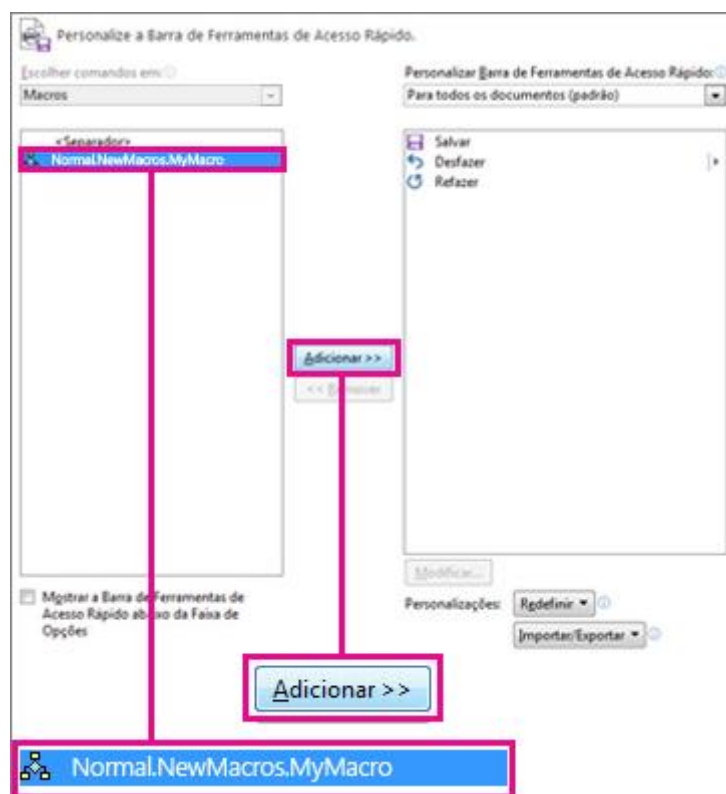 Personalize a Barra de Ferramentas de Acesso Rápido.
Escolher comandos em:
Macros
<Separador>
Normal.NewMacros.MyMacro
Personalizar Barra de Ferramentas de Acesso Rápido:
Para todos os documentos (padrão)
Salvar
Desfazer
Refazer
Adicionar >>
<< Remover
Modificar...
Mostrar a Barra de Ferramentas de
Acesso Rápido abaixo da Faixa de
Opções
Personalizações:
Redefinir
Importar/Exportar
Adicionar >>
Normal.NewMacros.MyMacro